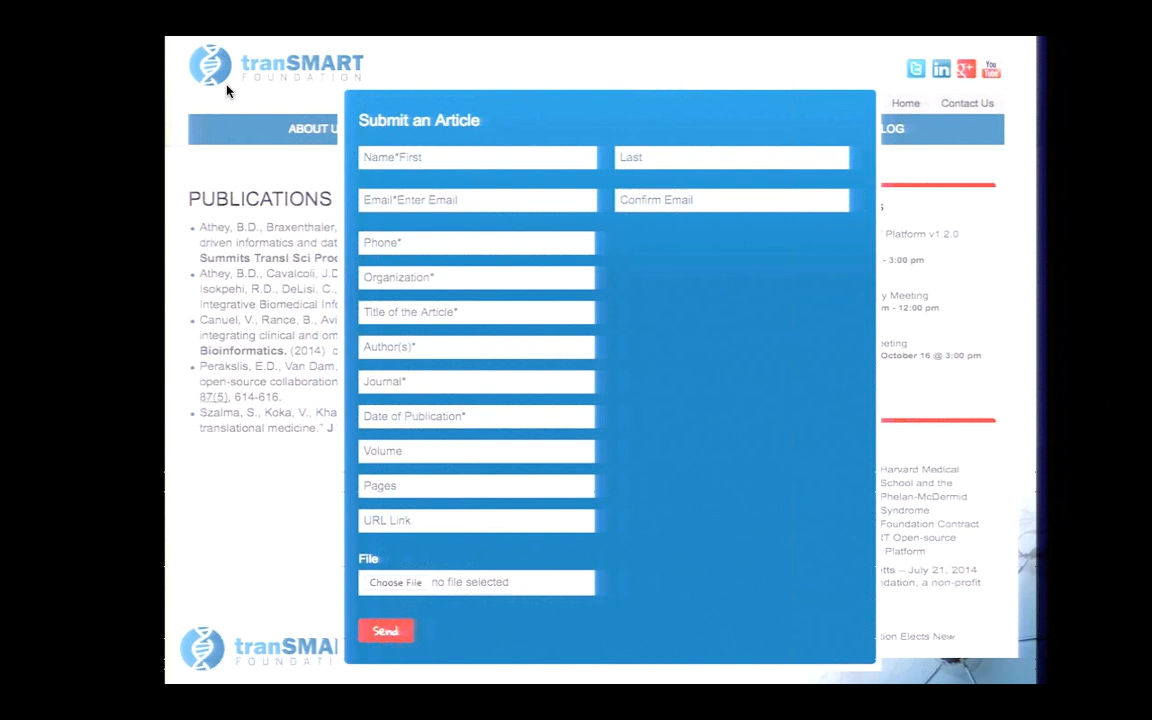 tranSMART
FOUNDATION
You
Tube
Home Contact Us
ABOUT U
LOG
Submit an Article
Name*First Last
Email*Enter Email Confirm Email
Phone*
Organization*
Title of the Article*
Author(s)*
Journal*
Date of Publication*
Volume
Pages
URL Link
File
Choose File no file selected
Send
PUBLICATIONS
Athey, B.D., Braxenthaler,
driven informatics and dat
Summits Transl Sci Proc
Athey, B.D., Cavalcoli, J.D
Isokpehi, R.D., DeLisi, C.,
Integrative Biomedical Info
Canuel, V., Rance, B., Avi
integrating clinical and om
Bioinformatics. (2014)
Perakslis, E.D., Van Dam,
open-source collaboration
87(5), 614-616.
Szalma, S., Koka, V., Kha
translational medicine." J
s
Platform v1.2.0
- 3:00 pm
y Meeting
m - 12:00 pm
eeting
October 16 @ 3:00 pm
Harvard Medical
School and the
Phelan-McDermid
Syndrome
Foundation Contract
RT Open-source
Platform
etts – July 21, 2014
ndation, a non-profit
tion Elects New
tranSMA
FOUNDATI